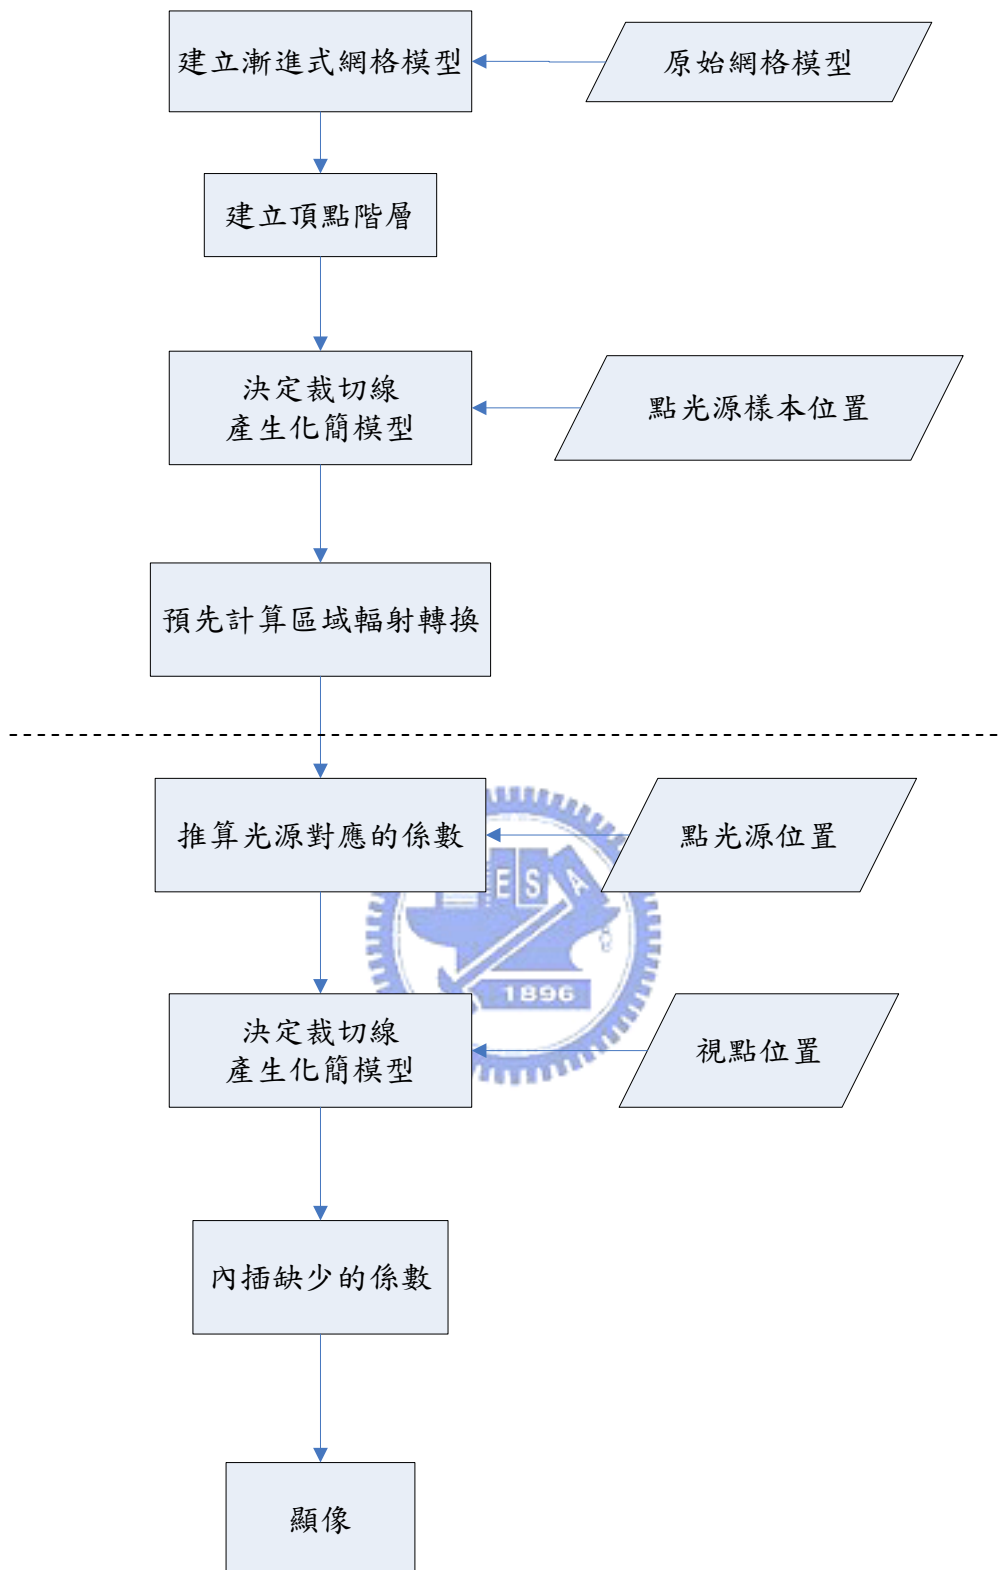 建立漸進式網格模型
原始網格模型
建立頂點階層
決定裁切線
產生化簡模型
點光源樣本位置
預先計算區域輻射轉換
推算光源對應的係數
點光源位置
ESA
1896
決定裁切線
產生化簡模型
視點位置
內插缺少的係數
顯像